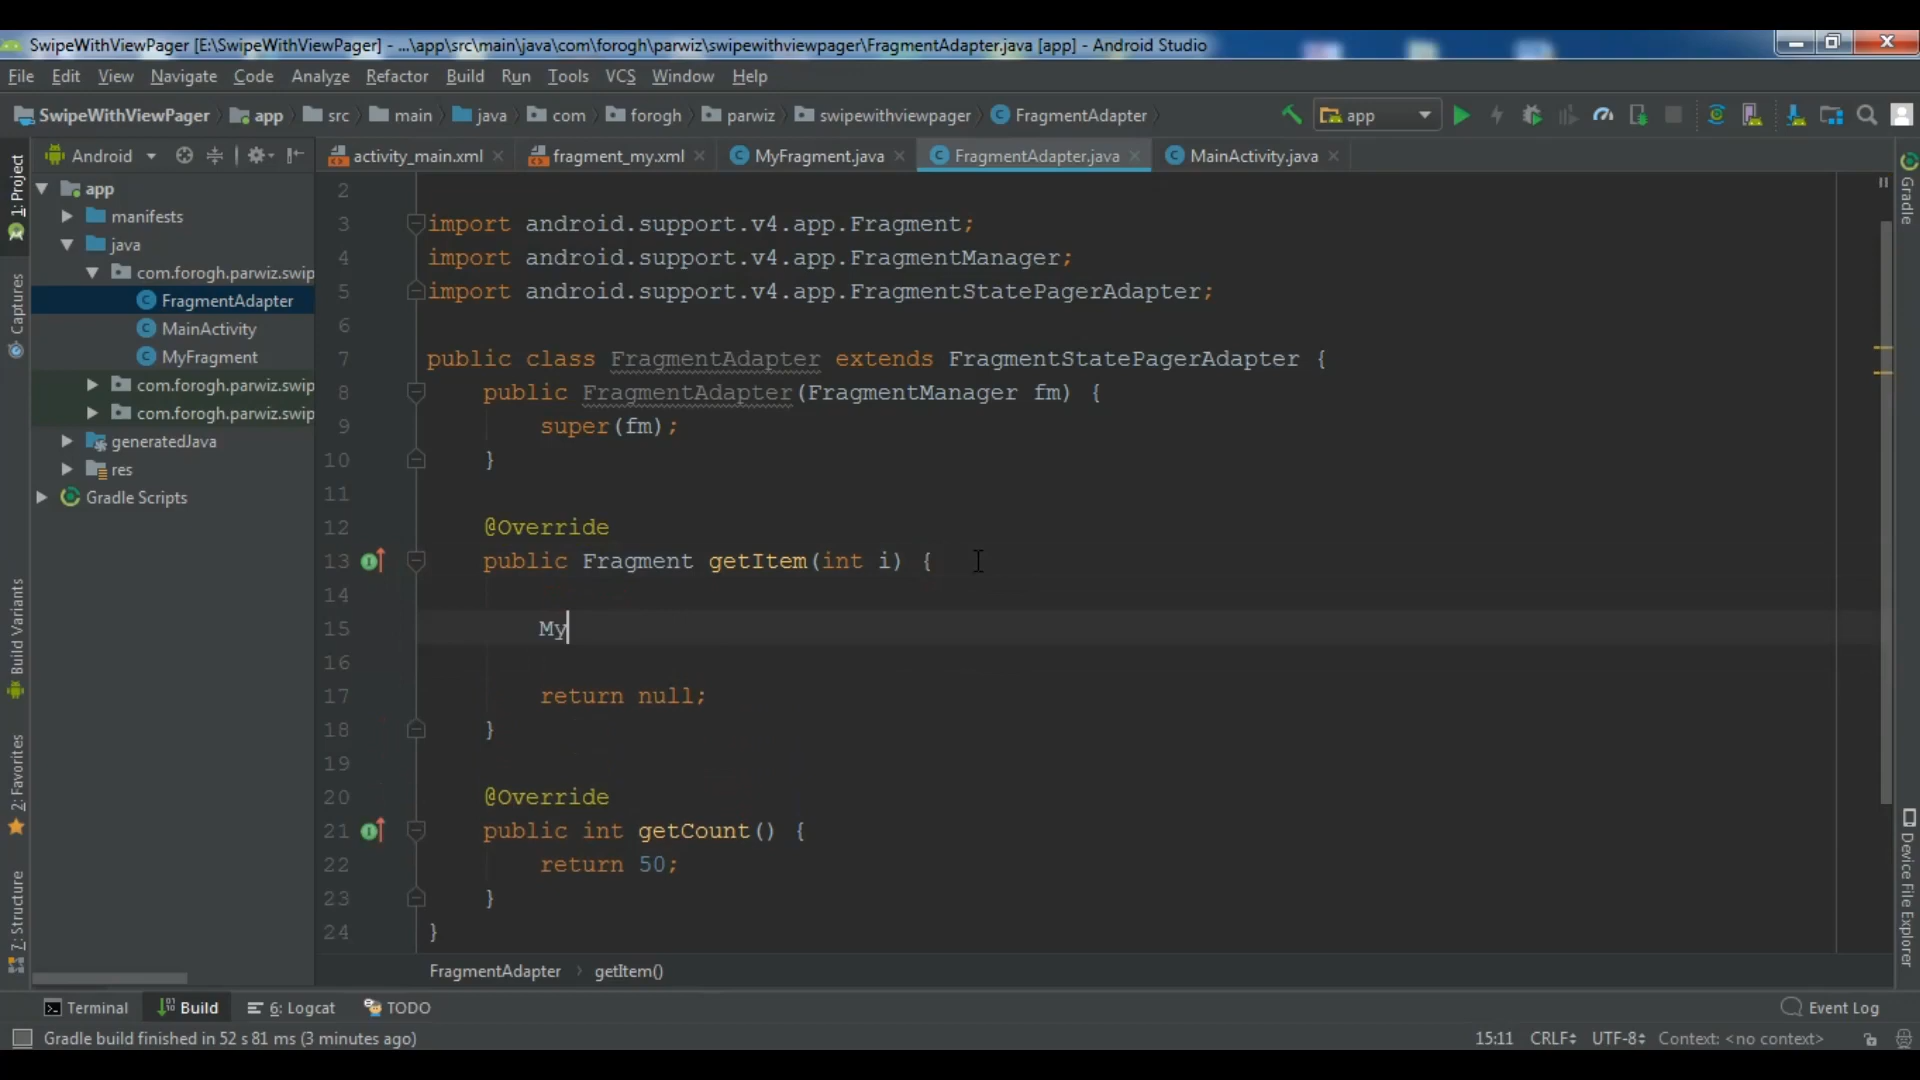 SwipeWithViewPager [E:\SwipeWithViewPager] - ...\app\src\main\java\com\forogh\parwiz\swipewithviewpager\FragmentAdapter.java [app] - Android Studio
File Edit View Navigate Code Analyze Refactor Build Run Tools VCS Window Help
SwipeWithViewPager app src main java com forogh parwiz swipewithviewpager FragmentAdapter app
Android activity_main.xml fragment_my.xml MyFragment.java FragmentAdapter.java MainActivity.java
1: Project
Captures
Build Variants
2: Favorites
7: Structure
app
manifests
java
com.forogh.parwiz.swip
FragmentAdapter
MainActivity
MyFragment
com.forogh.parwiz.swip
com.forogh.parwiz.swip
generatedJava
res
Gradle Scripts
2
3 import android.support.v4.app.Fragment;
4 import android.support.v4.app.FragmentManager;
5 import android.support.v4.app.FragmentStatePagerAdapter;
6
7 public class FragmentAdapter extends FragmentStatePagerAdapter {
8 public FragmentAdapter(FragmentManager fm) {
9 super(fm);
10 }
11
12 @Override
13 public Fragment getItem(int i) {
14
15 My
16
17 return null;
18 }
19
20 @Override
21 public int getCount() {
22 return 50;
23 }
24 }
FragmentAdapter getItem()
Gradle
Device File Explorer
Terminal Build 6: Logcat TODO Event Log
Gradle build finished in 52 s 81 ms (3 minutes ago) 15:11 CRLF UTF-8 Context: <no context>